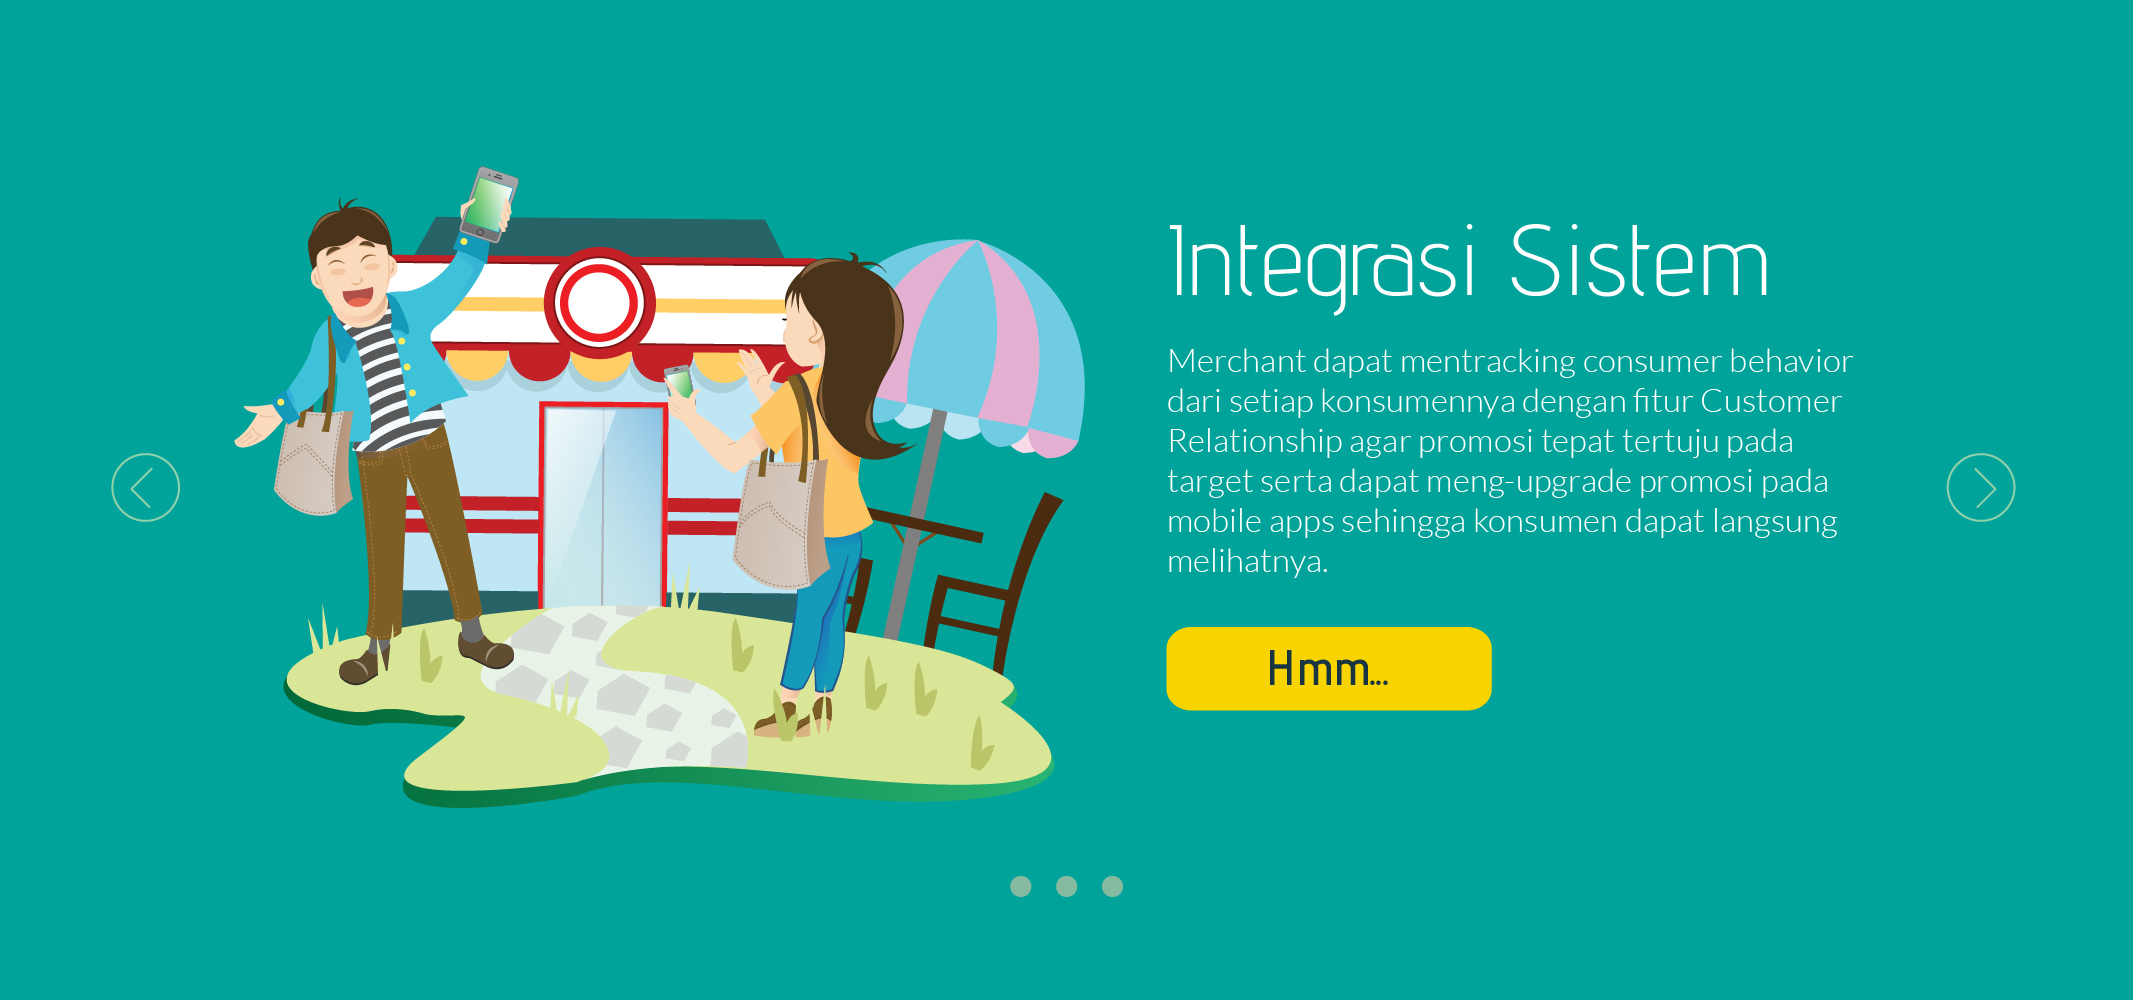 Integrasi Sistem
Merchant dapat mentracking consumer behavior
dari setiap konsumennya dengan fitur Customer
Relationship agar promosi tepat tertuju pada
target serta dapat meng-upgrade promosi pada
mobile apps sehingga konsumen dapat langsung
melihatnya.
Hmm...